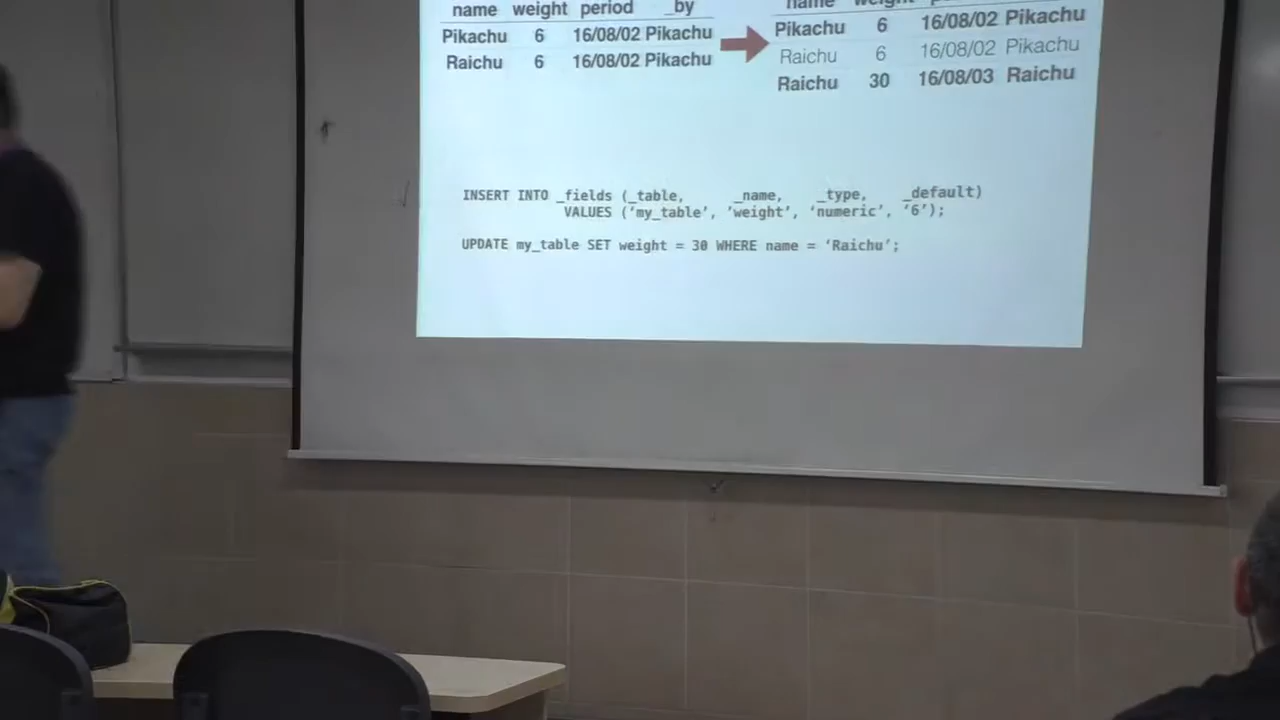 name weight period _by
Pikachu 6 16/08/02 Pikachu
Raichu 6 16/08/02 Pikachu
name weight
Pikachu 6 16/08/02 Pikachu
Raichu 6 16/08/02 Pikachu
Raichu 30 16/08/03 Raichu
INSERT INTO _fields (_table, _name, _type, _default)
VALUES (‘my_table’, ‘weight’, ‘numeric’, ‘6’);
UPDATE my_table SET weight = 30 WHERE name = ‘Raichu’;